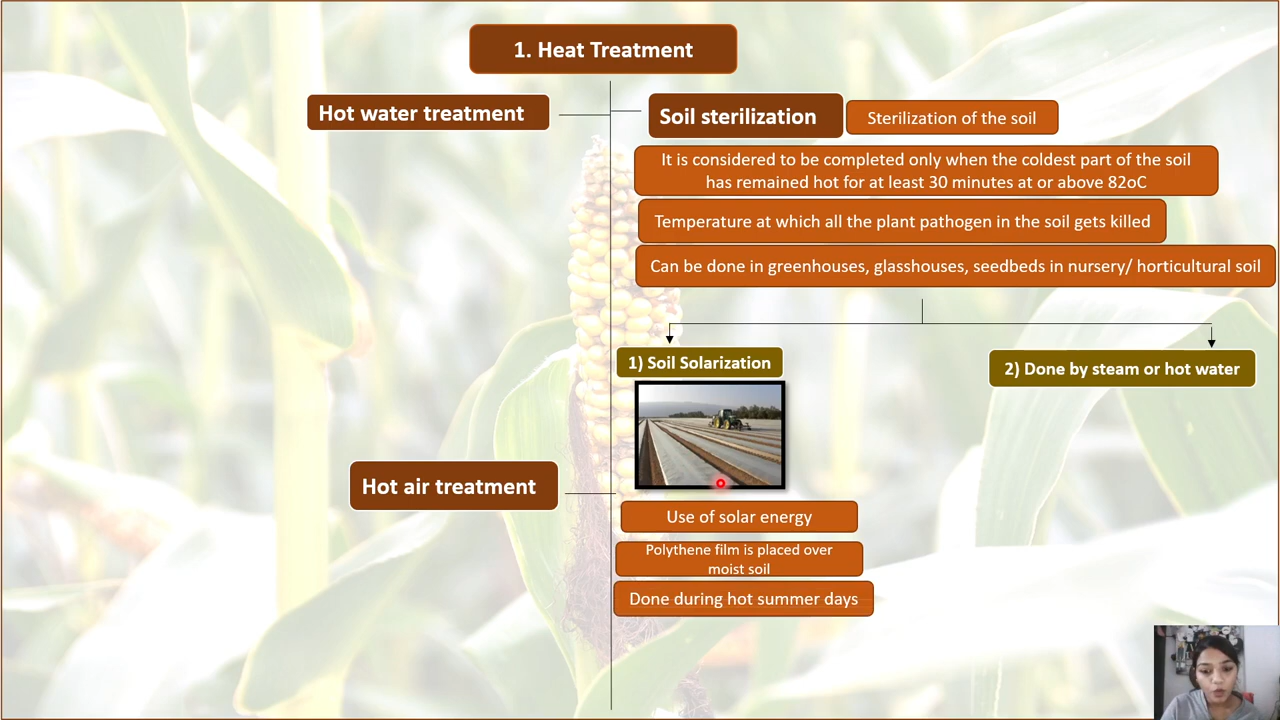 1. Heat Treatment
Hot water treatment
Soil sterilization
Sterilization of the soil
It is considered to be completed only when the coldest part of the soil
has remained hot for at least 30 minutes at or above 82oC
Temperature at which all the plant pathogen in the soil gets killed
Can be done in greenhouses, glasshouses, seedbeds in nursery/ horticultural soil
1) Soil Solarization
2) Done by steam or hot water
Hot air treatment
Use of solar energy
Polythene film is placed over
moist soil
Done during hot summer days